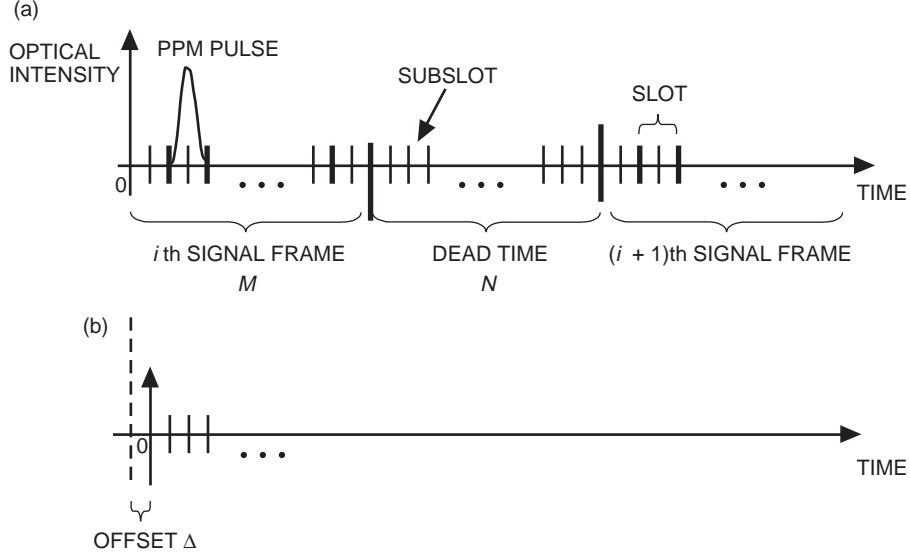 (a)
OPTICAL
INTENSITY
PPM PULSE
SUBSLOT
SLOT
0
• • •
• • •
• • •
TIME
i th SIGNAL FRAME
M
DEAD TIME
N
(i + 1)th SIGNAL FRAME
(b)
0
• • •
TIME
OFFSET Δ